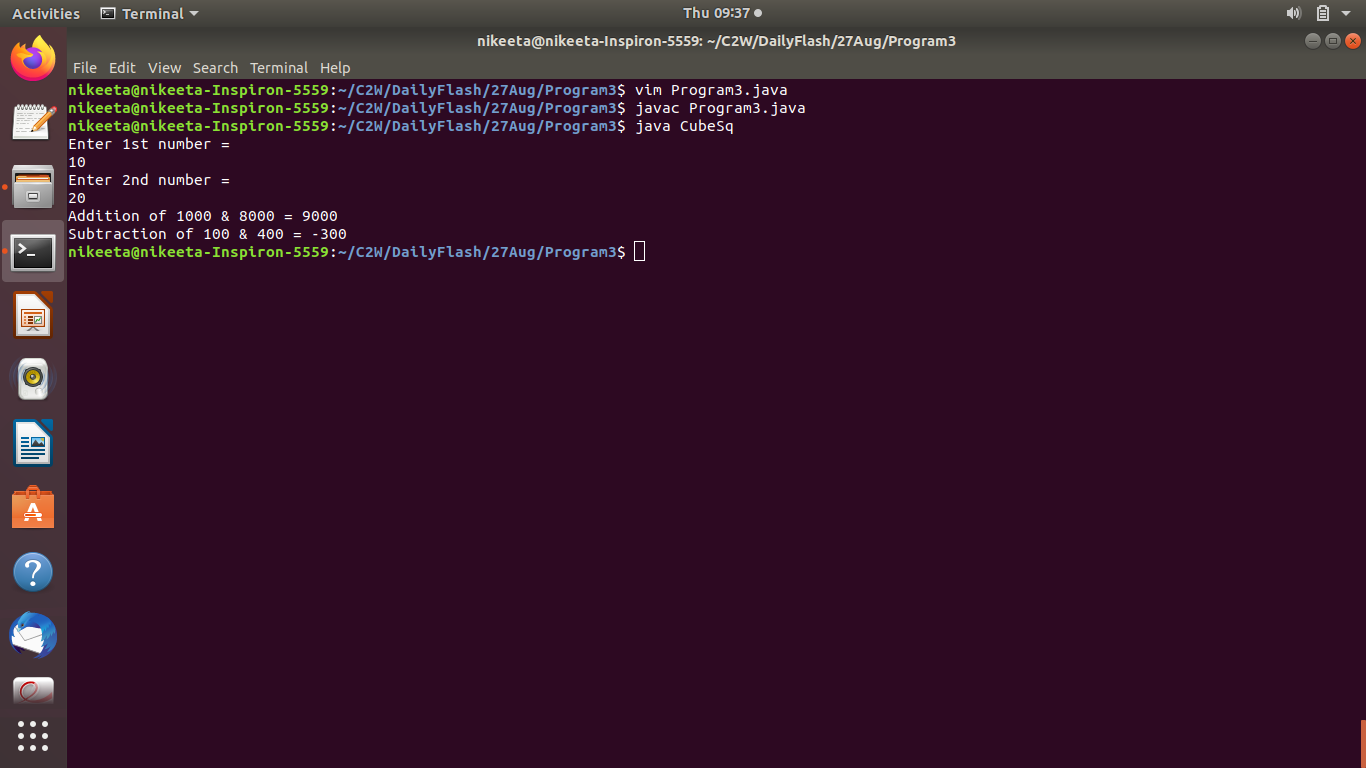 Activities Terminal Thu 09:37
nikeeta@nikeeta-Inspiron-5559: ~/C2W/DailyFlash/27Aug/Program3
File Edit View Search Terminal Help
nikeeta@nikeeta-Inspiron-5559:~/C2W/DailyFlash/27Aug/Program3$ vim Program3.java
nikeeta@nikeeta-Inspiron-5559:~/C2W/DailyFlash/27Aug/Program3$ javac Program3.java
nikeeta@nikeeta-Inspiron-5559:~/C2W/DailyFlash/27Aug/Program3$ java CubeSq
Enter 1st number =
10
Enter 2nd number =
20
Addition of 1000 & 8000 = 9000
Subtraction of 100 & 400 = -300
nikeeta@nikeeta-Inspiron-5559:~/C2W/DailyFlash/27Aug/Program3$